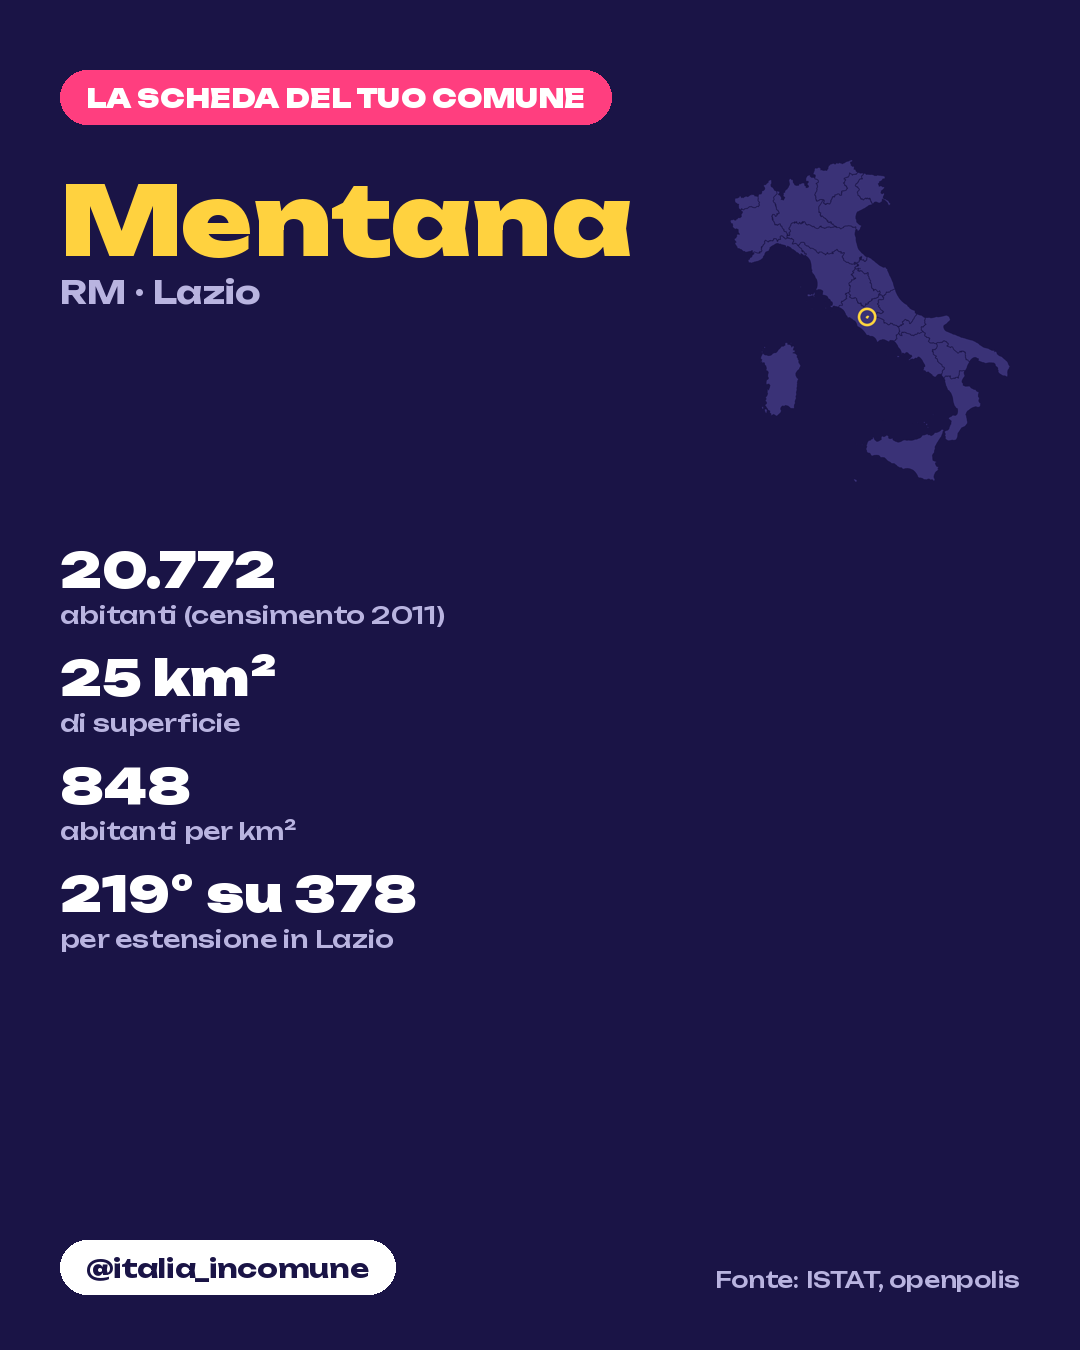 LA SCHEDA DEL TUO COMUNE
Mentana
RM · Lazio
20.772
abitanti (censimento 2011)
25 km²
di superficie
848
abitanti per km²
219° su 378
per estensione in Lazio
@italia_incomune
Fonte: ISTAT, openpolis